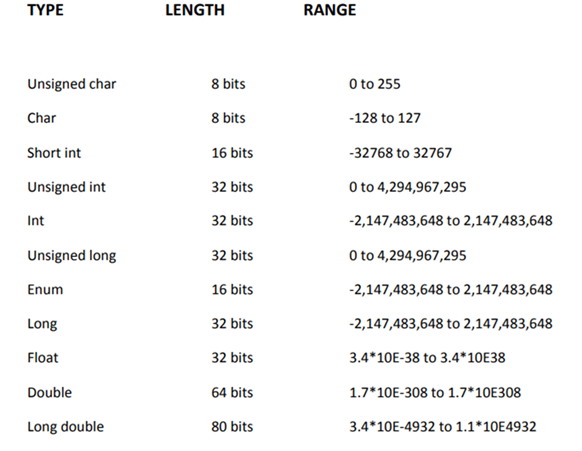 TYPE LENGTH RANGE
Unsigned char 8 bits 0 to 255
Char 8 bits -128 to 127
Short int 16 bits -32768 to 32767
Unsigned int 32 bits 0 to 4,294,967,295
Int 32 bits -2,147,483,648 to 2,147,483,648
Unsigned long 32 bits 0 to 4,294,967,295
Enum 16 bits -2,147,483,648 to 2,147,483,648
Long 32 bits -2,147,483,648 to 2,147,483,648
Float 32 bits 3.4*10E-38 to 3.4*10E38
Double 64 bits 1.7*10E-308 to 1.7*10E308
Long double 80 bits 3.4*10E-4932 to 1.1*10E4932